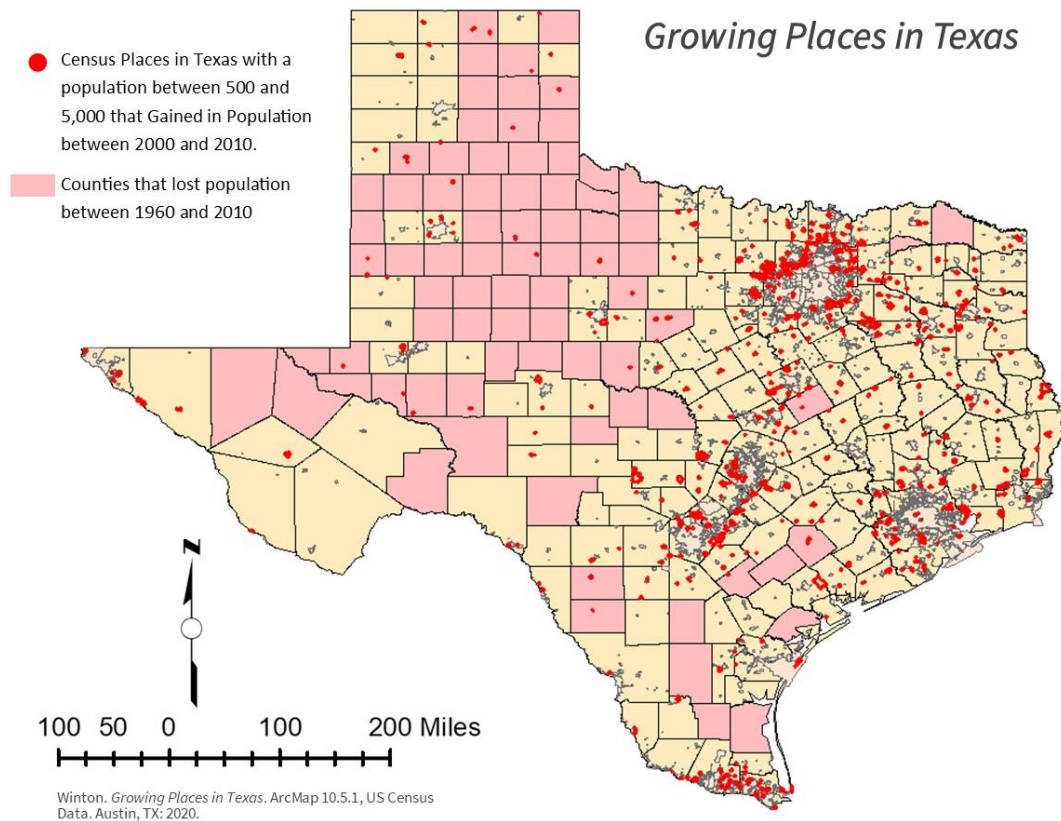 Growing Places in Texas
Census Places in Texas with a
population between 500 and
5,000 that Gained in Population
between 2000 and 2010.
Counties that lost population
between 1960 and 2010
N
100 50 0 100 200 Miles
Winton. Growing Places in Texas. ArcMap 10.5.1, US Census
Data. Austin, TX: 2020.